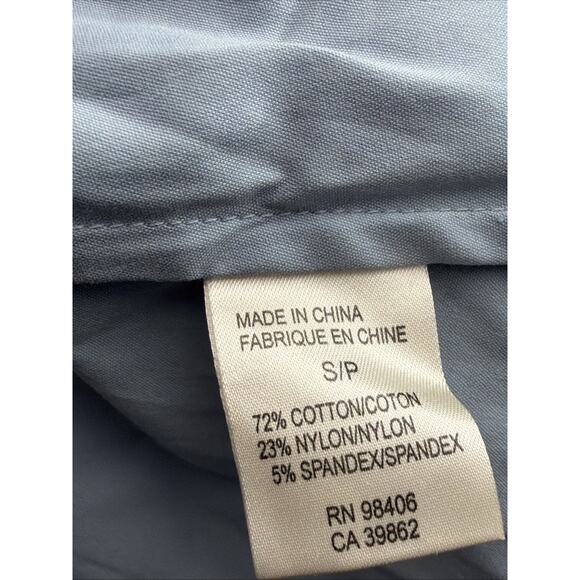 MADE IN CHINA
FABRIQUE EN CHINE
S/P
72% COTTON/COTON
23% NYLON/NYLON
5% SPANDEX/SPANDEX
RN 98406
CA 39862